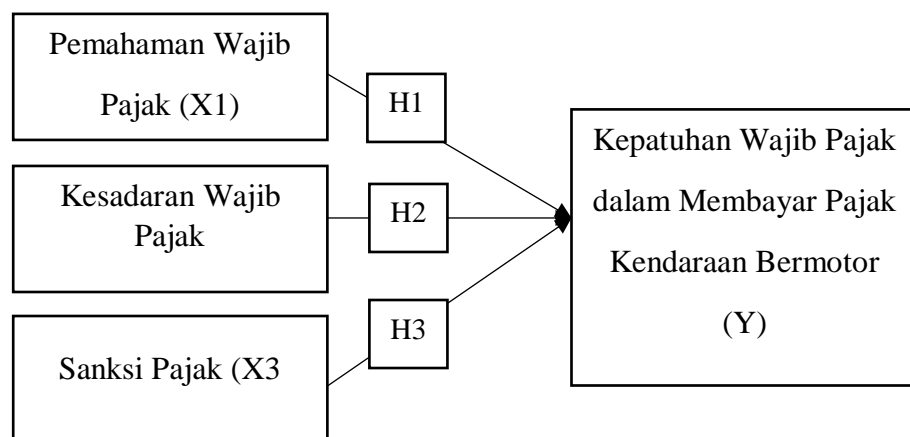 Pemahaman Wajib
Pajak (X1)
H1
Kesadaran Wajib
Pajak
H2
Sanksi Pajak (X3
H3
Kepatuhan Wajib Pajak
dalam Membayar Pajak
Kendaraan Bermotor
(Y)